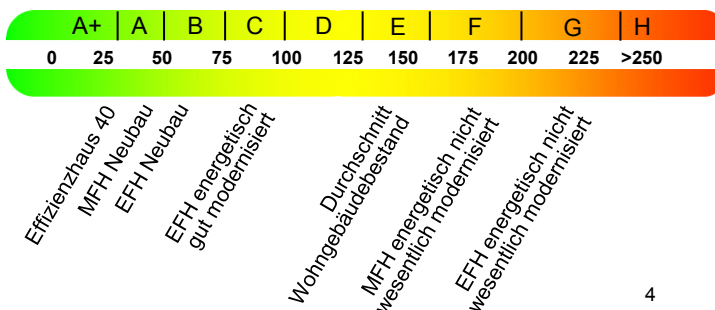 A+ A B C D E F G H
0 25 50 75 100 125 150 175 200 225 >250
Effizienzhaus 40
MFH Neubau
EFH Neubau
EFH energetisch
gut modernisiert
Durchschnitt
Wohngebäudebestand
MFH energetisch nicht
wesentlich modernisiert
EFH energetisch nicht
wesentlich modernisiert
4